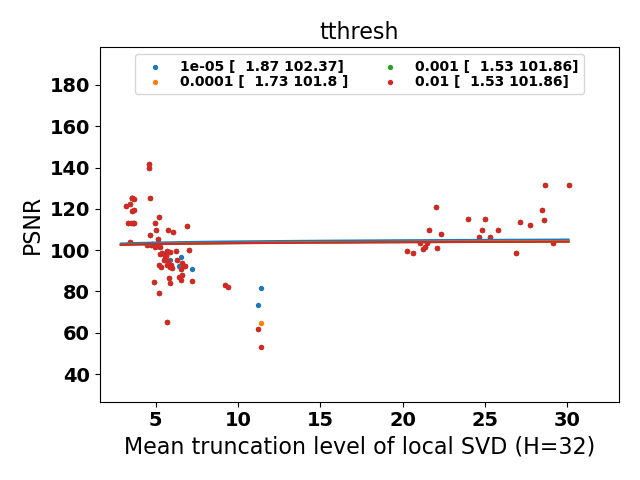 tthresh
1e-05 [  1.87 102.37]
0.0001 [  1.73 101.8 ]
0.001 [  1.53 101.86]
0.01 [  1.53 101.86]
PSNR
180
160
140
120
100
80
60
40
5 10 15 20 25 30
Mean truncation level of local SVD (H=32)